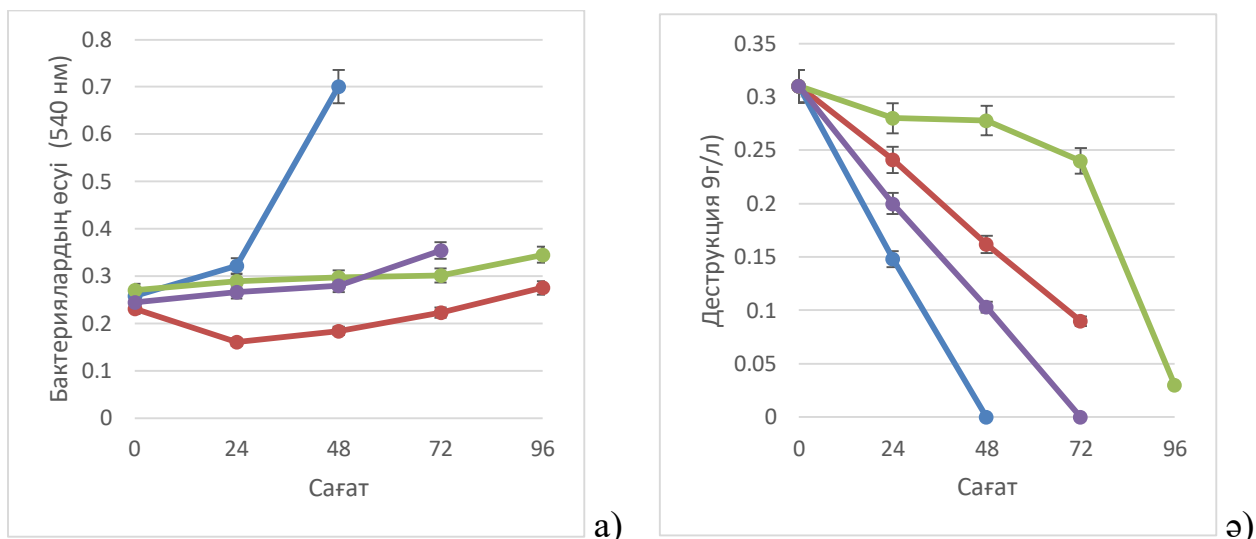 Бактериялардың өсуі (540 нм)
0.8
0.7
0.6
0.5
0.4
0.3
0.2
0.1
0
0 24 48 72 96
Сағат
а)
Деструкция 9г/л)
0.35
0.3
0.25
0.2
0.15
0.1
0.05
0
0 24 48 72 96
Сағат
ә)